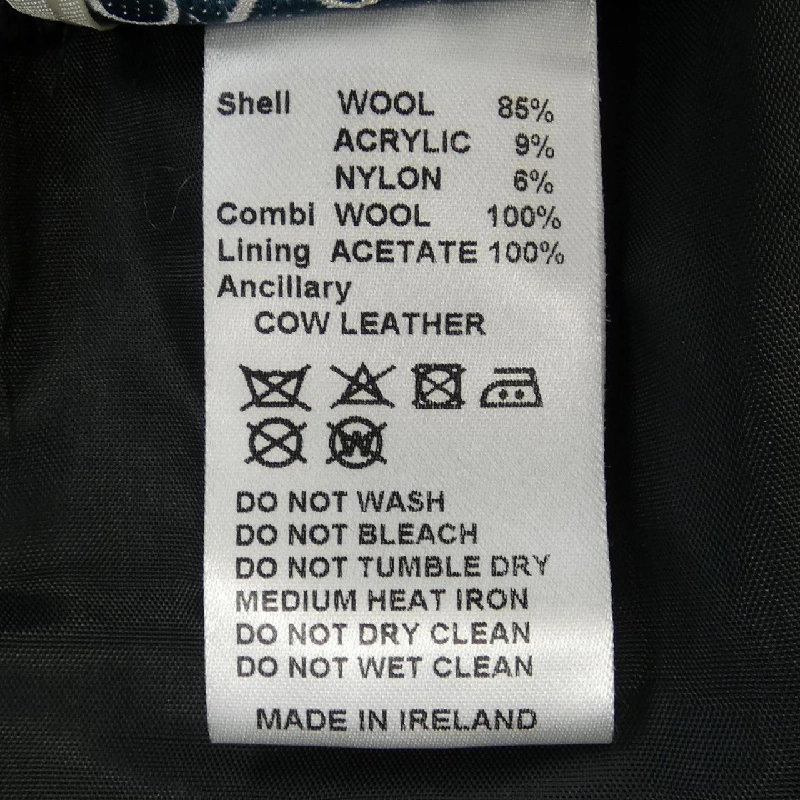 Shell WOOL 85%
ACRYLIC 9%
NYLON 6%
Combi WOOL 100%
Lining ACETATE 100%
Ancillary
COW LEATHER
W
DO NOT WASH
DO NOT BLEACH
DO NOT TUMBLE DRY
MEDIUM HEAT IRON
DO NOT DRY CLEAN
DO NOT WET CLEAN
MADE IN IRELAND